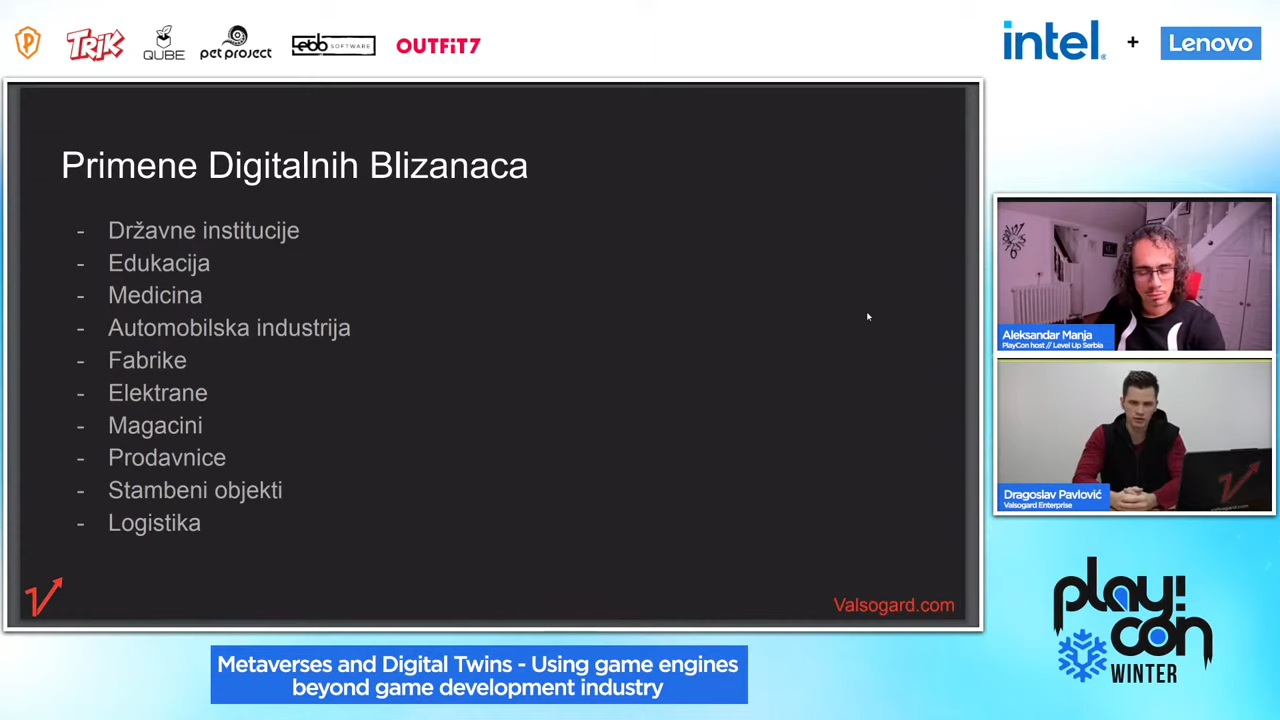 TRIK
QUBE
pet project
Lebb SOFTWARE
OUTFIT7
intel + Lenovo
Primene Digitalnih Blizanaca
- Državne institucije
- Edukacija
- Medicina
- Automobilska industrija
- Fabrike
- Elektrane
- Magacini
- Prodavnice
- Stambeni objekti
- Logistika
Valsogard.com
Aleksandar Manja
PlayCon host // Level Up Serbia
Dragoslav Pavlović
Valsogard Enterprise
play!
con
WINTER
Metaverses and Digital Twins - Using game engines
beyond game development industry